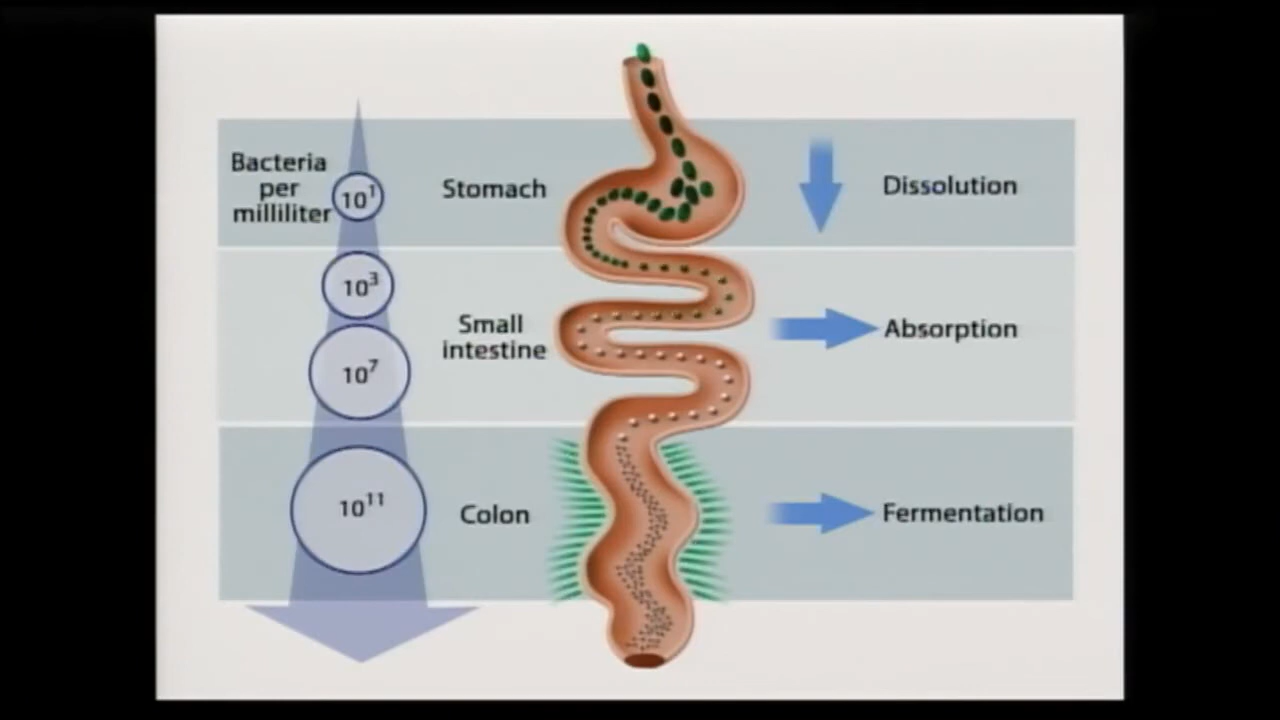 Bacteria
per
milliliter
10¹
Stomach
Dissolution
10³
10⁷
Small
intestine
Absorption
10¹¹
Colon
Fermentation